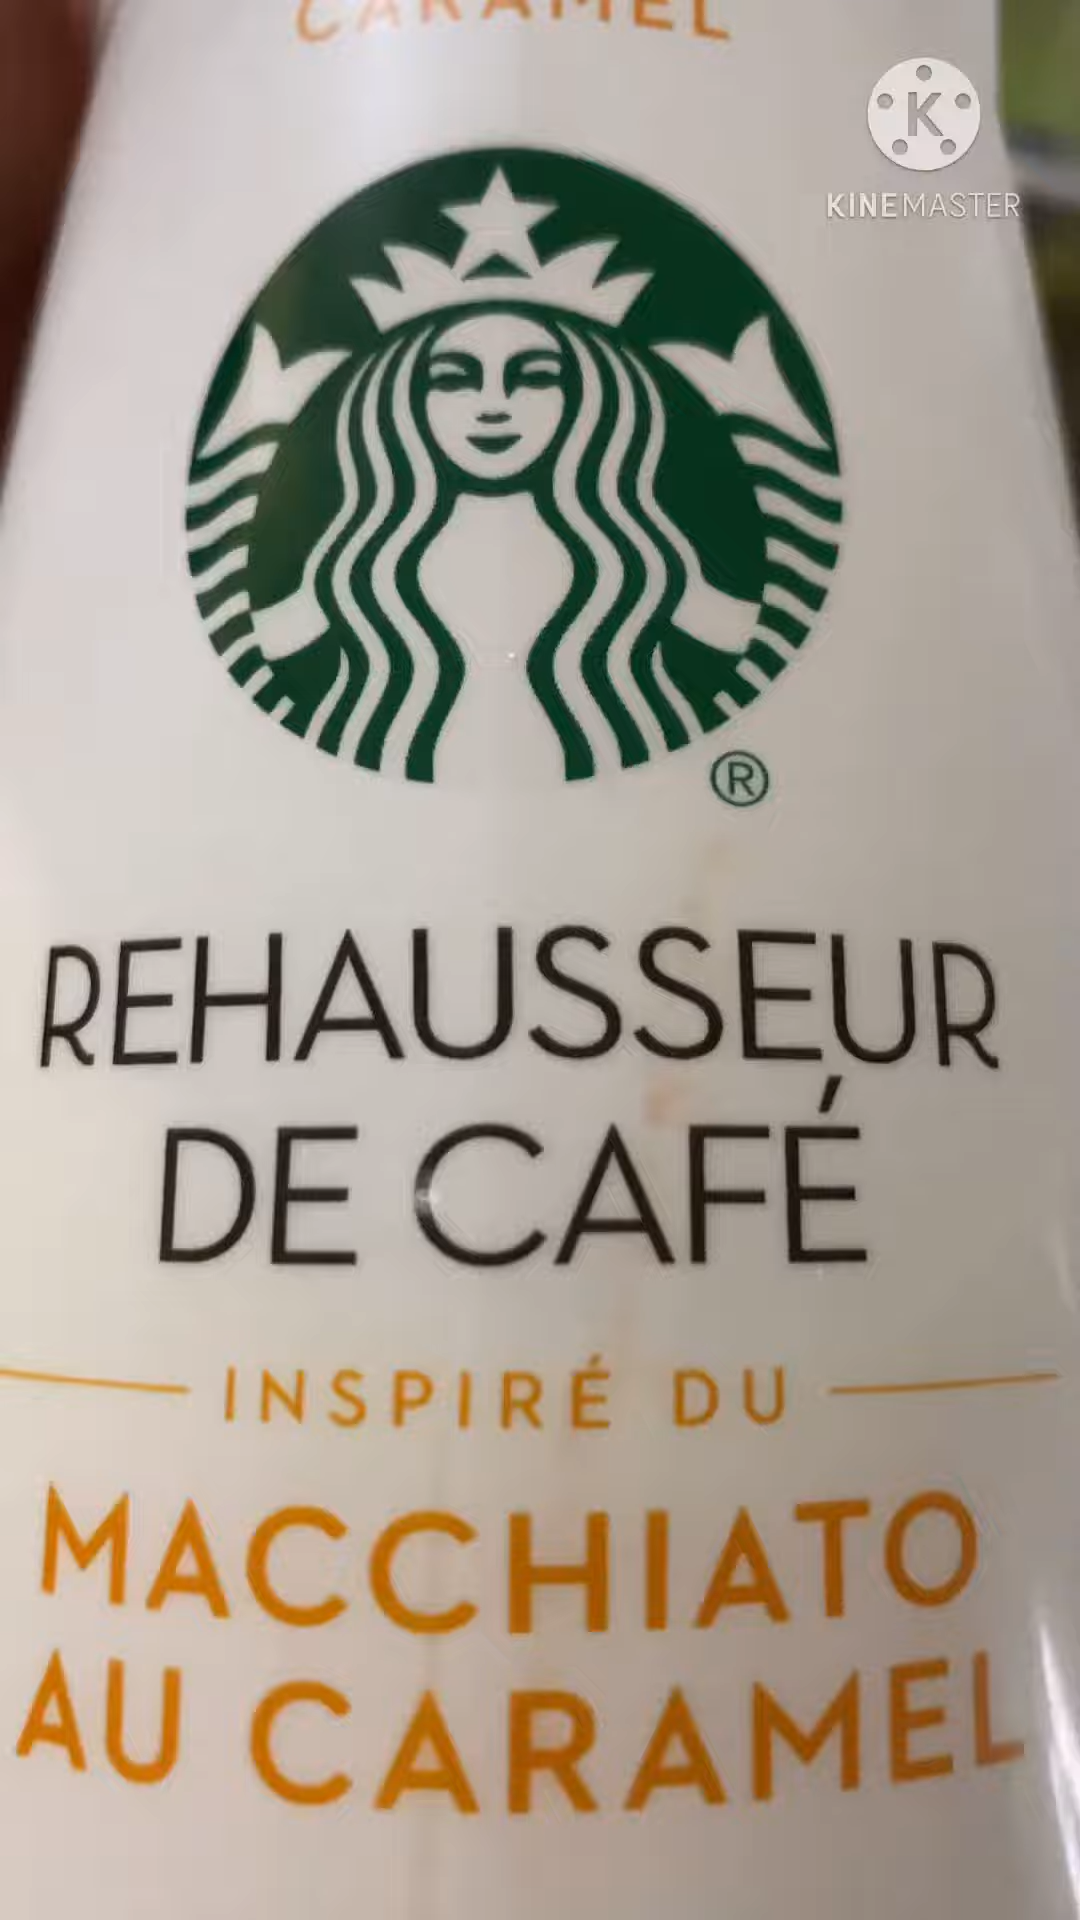 CARAMEL
K
KINEMASTER
®
REHAUSSEUR
DE CAFÉ
INSPIRÉ DU
MACCHIATO
AU CARAMEL